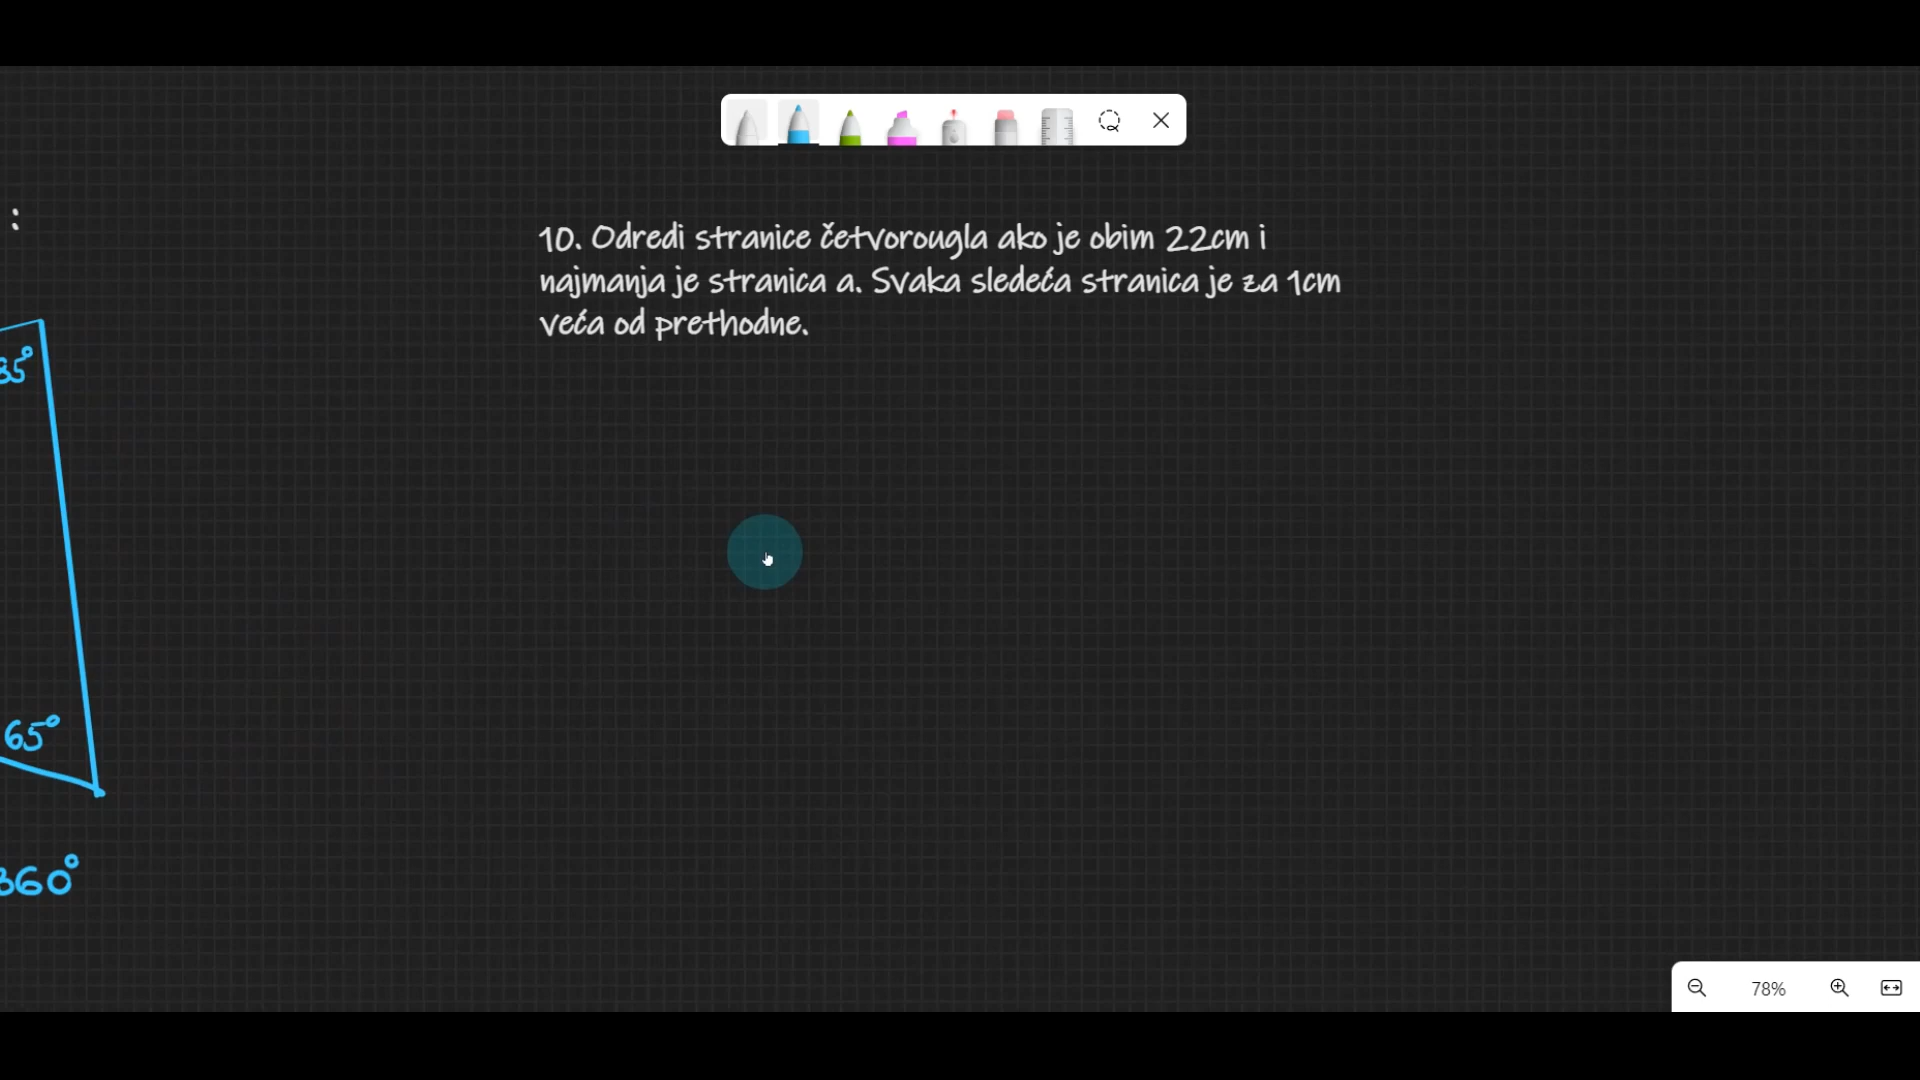 :
10. Odredi stranice četvorougla ako je obim 22cm i
najmanja je stranica a. Svaka sledeća stranica je za 1cm
veća od prethodne.
85°
65°
360°
78%